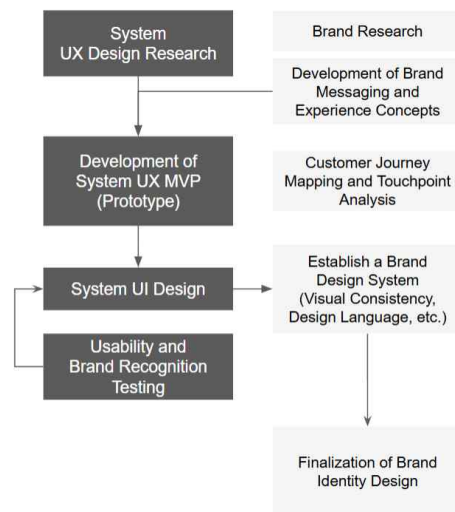 System
UX Design Research
Brand Research
Development of Brand
Messaging and
Experience Concepts
Development of
System UX MVP
(Prototype)
Customer Journey
Mapping and Touchpoint
Analysis
System UI Design
Establish a Brand
Design System
(Visual Consistency,
Design Language, etc.)
Usability and
Brand Recognition
Testing
Finalization of Brand
Identity Design